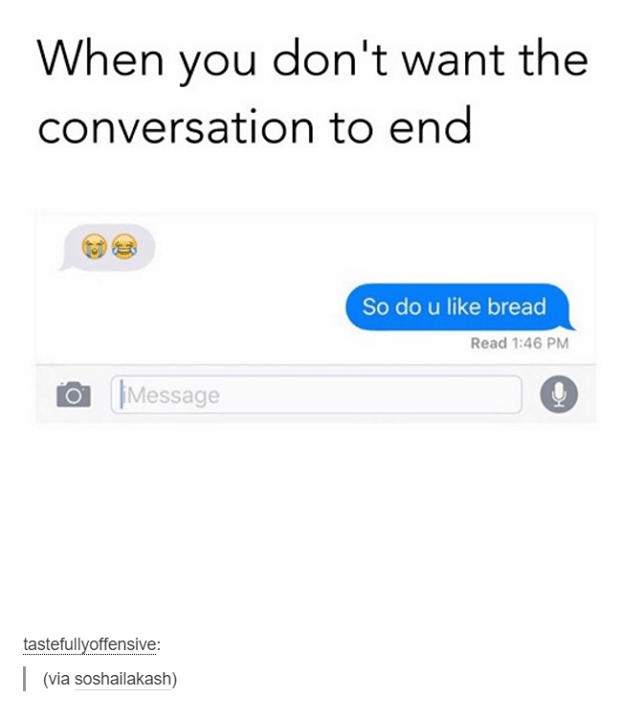 When you don't want the
conversation to end
😭😂
So do u like bread
Read 1:46 PM
iMessage
tastefullyoffensive:
(via soshailakash)